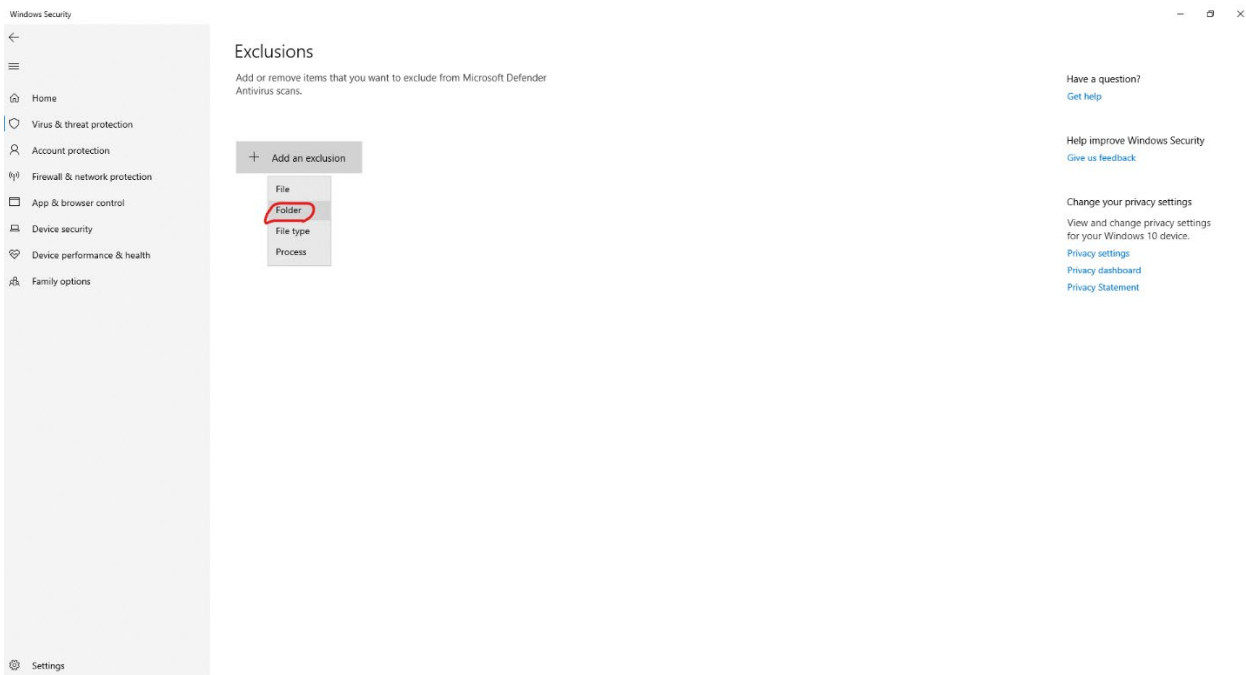 Windows Security
Home
Virus & threat protection
Account protection
Firewall & network protection
App & browser control
Device security
Device performance & health
Family options
Settings
Exclusions
Add or remove items that you want to exclude from Microsoft Defender
Antivirus scans.
Add an exclusion
File
Folder
File type
Process
Have a question?
Get help
Help improve Windows Security
Give us feedback
Change your privacy settings
View and change privacy settings
for your Windows 10 device.
Privacy settings
Privacy dashboard
Privacy Statement